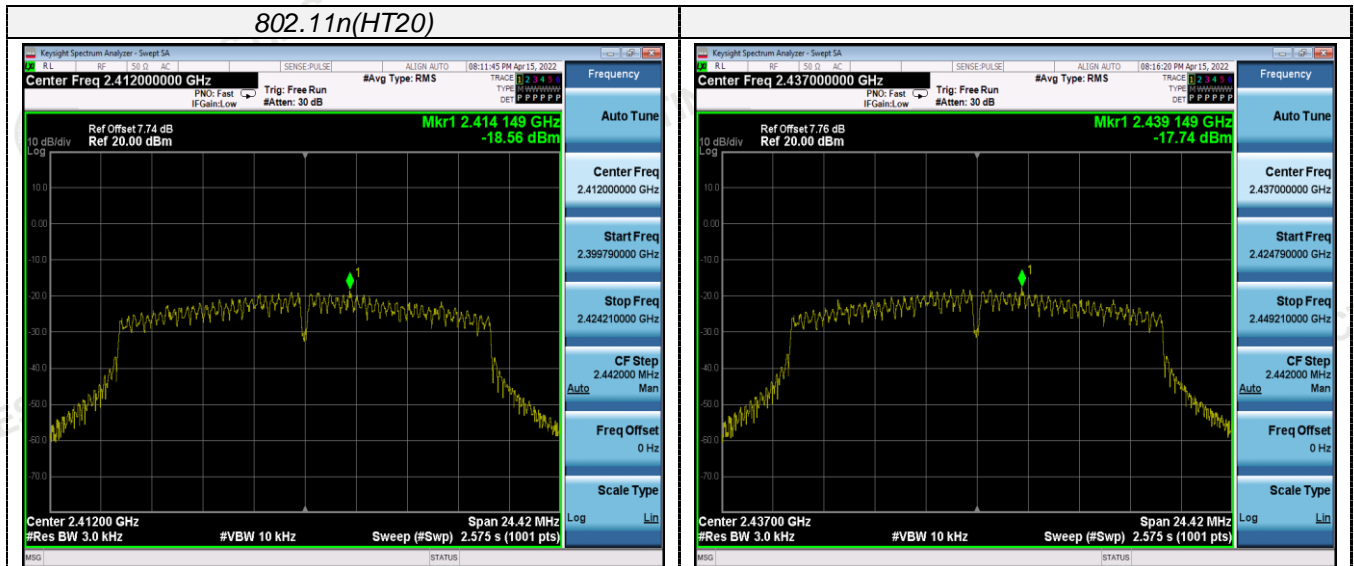 802.11n(HT20)
Keysight Spectrum Analyzer - Swept SA
RL RF 50 Ω AC SENSE:PULSE ALIGN AUTO 08:11:45 PM Apr 15, 2022
Center Freq 2.412000000 GHz #Avg Type: RMS TRACE 1 2 3 4 5 6
PNO: Fast Trig: Free Run TYPE M WWWWW
IFGain:Low #Atten: 30 dB DET P P P P P P
Frequency
Mkr1 2.414 149 GHz
-18.56 dBm
Ref Offset 7.74 dB
10 dB/div Ref 20.00 dBm
Log
10.0
0.00
-10.0
-20.0
-30.0
-40.0
-50.0
-60.0
-70.0
1
Center 2.41200 GHz Span 24.42 MHz
#Res BW 3.0 kHz #VBW 10 kHz Sweep (#Swp) 2.575 s (1001 pts)
Auto Tune
Center Freq
2.412000000 GHz
Start Freq
2.399790000 GHz
Stop Freq
2.424210000 GHz
CF Step
2.442000 MHz
Auto Man
Freq Offset
0 Hz
Scale Type
Log Lin
MSG STATUS
Keysight Spectrum Analyzer - Swept SA
RL RF 50 Ω AC SENSE:PULSE ALIGN AUTO 08:16:20 PM Apr 15, 2022
Center Freq 2.437000000 GHz #Avg Type: RMS TRACE 1 2 3 4 5 6
PNO: Fast Trig: Free Run TYPE M WWWWW
IFGain:Low #Atten: 30 dB DET P P P P P P
Frequency
Mkr1 2.439 149 GHz
-17.74 dBm
Ref Offset 7.76 dB
10 dB/div Ref 20.00 dBm
Log
10.0
0.00
-10.0
-20.0
-30.0
-40.0
-50.0
-60.0
-70.0
1
Center 2.43700 GHz Span 24.42 MHz
#Res BW 3.0 kHz #VBW 10 kHz Sweep (#Swp) 2.575 s (1001 pts)
Auto Tune
Center Freq
2.437000000 GHz
Start Freq
2.424790000 GHz
Stop Freq
2.449210000 GHz
CF Step
2.442000 MHz
Auto Man
Freq Offset
0 Hz
Scale Type
Log Lin
MSG STATUS